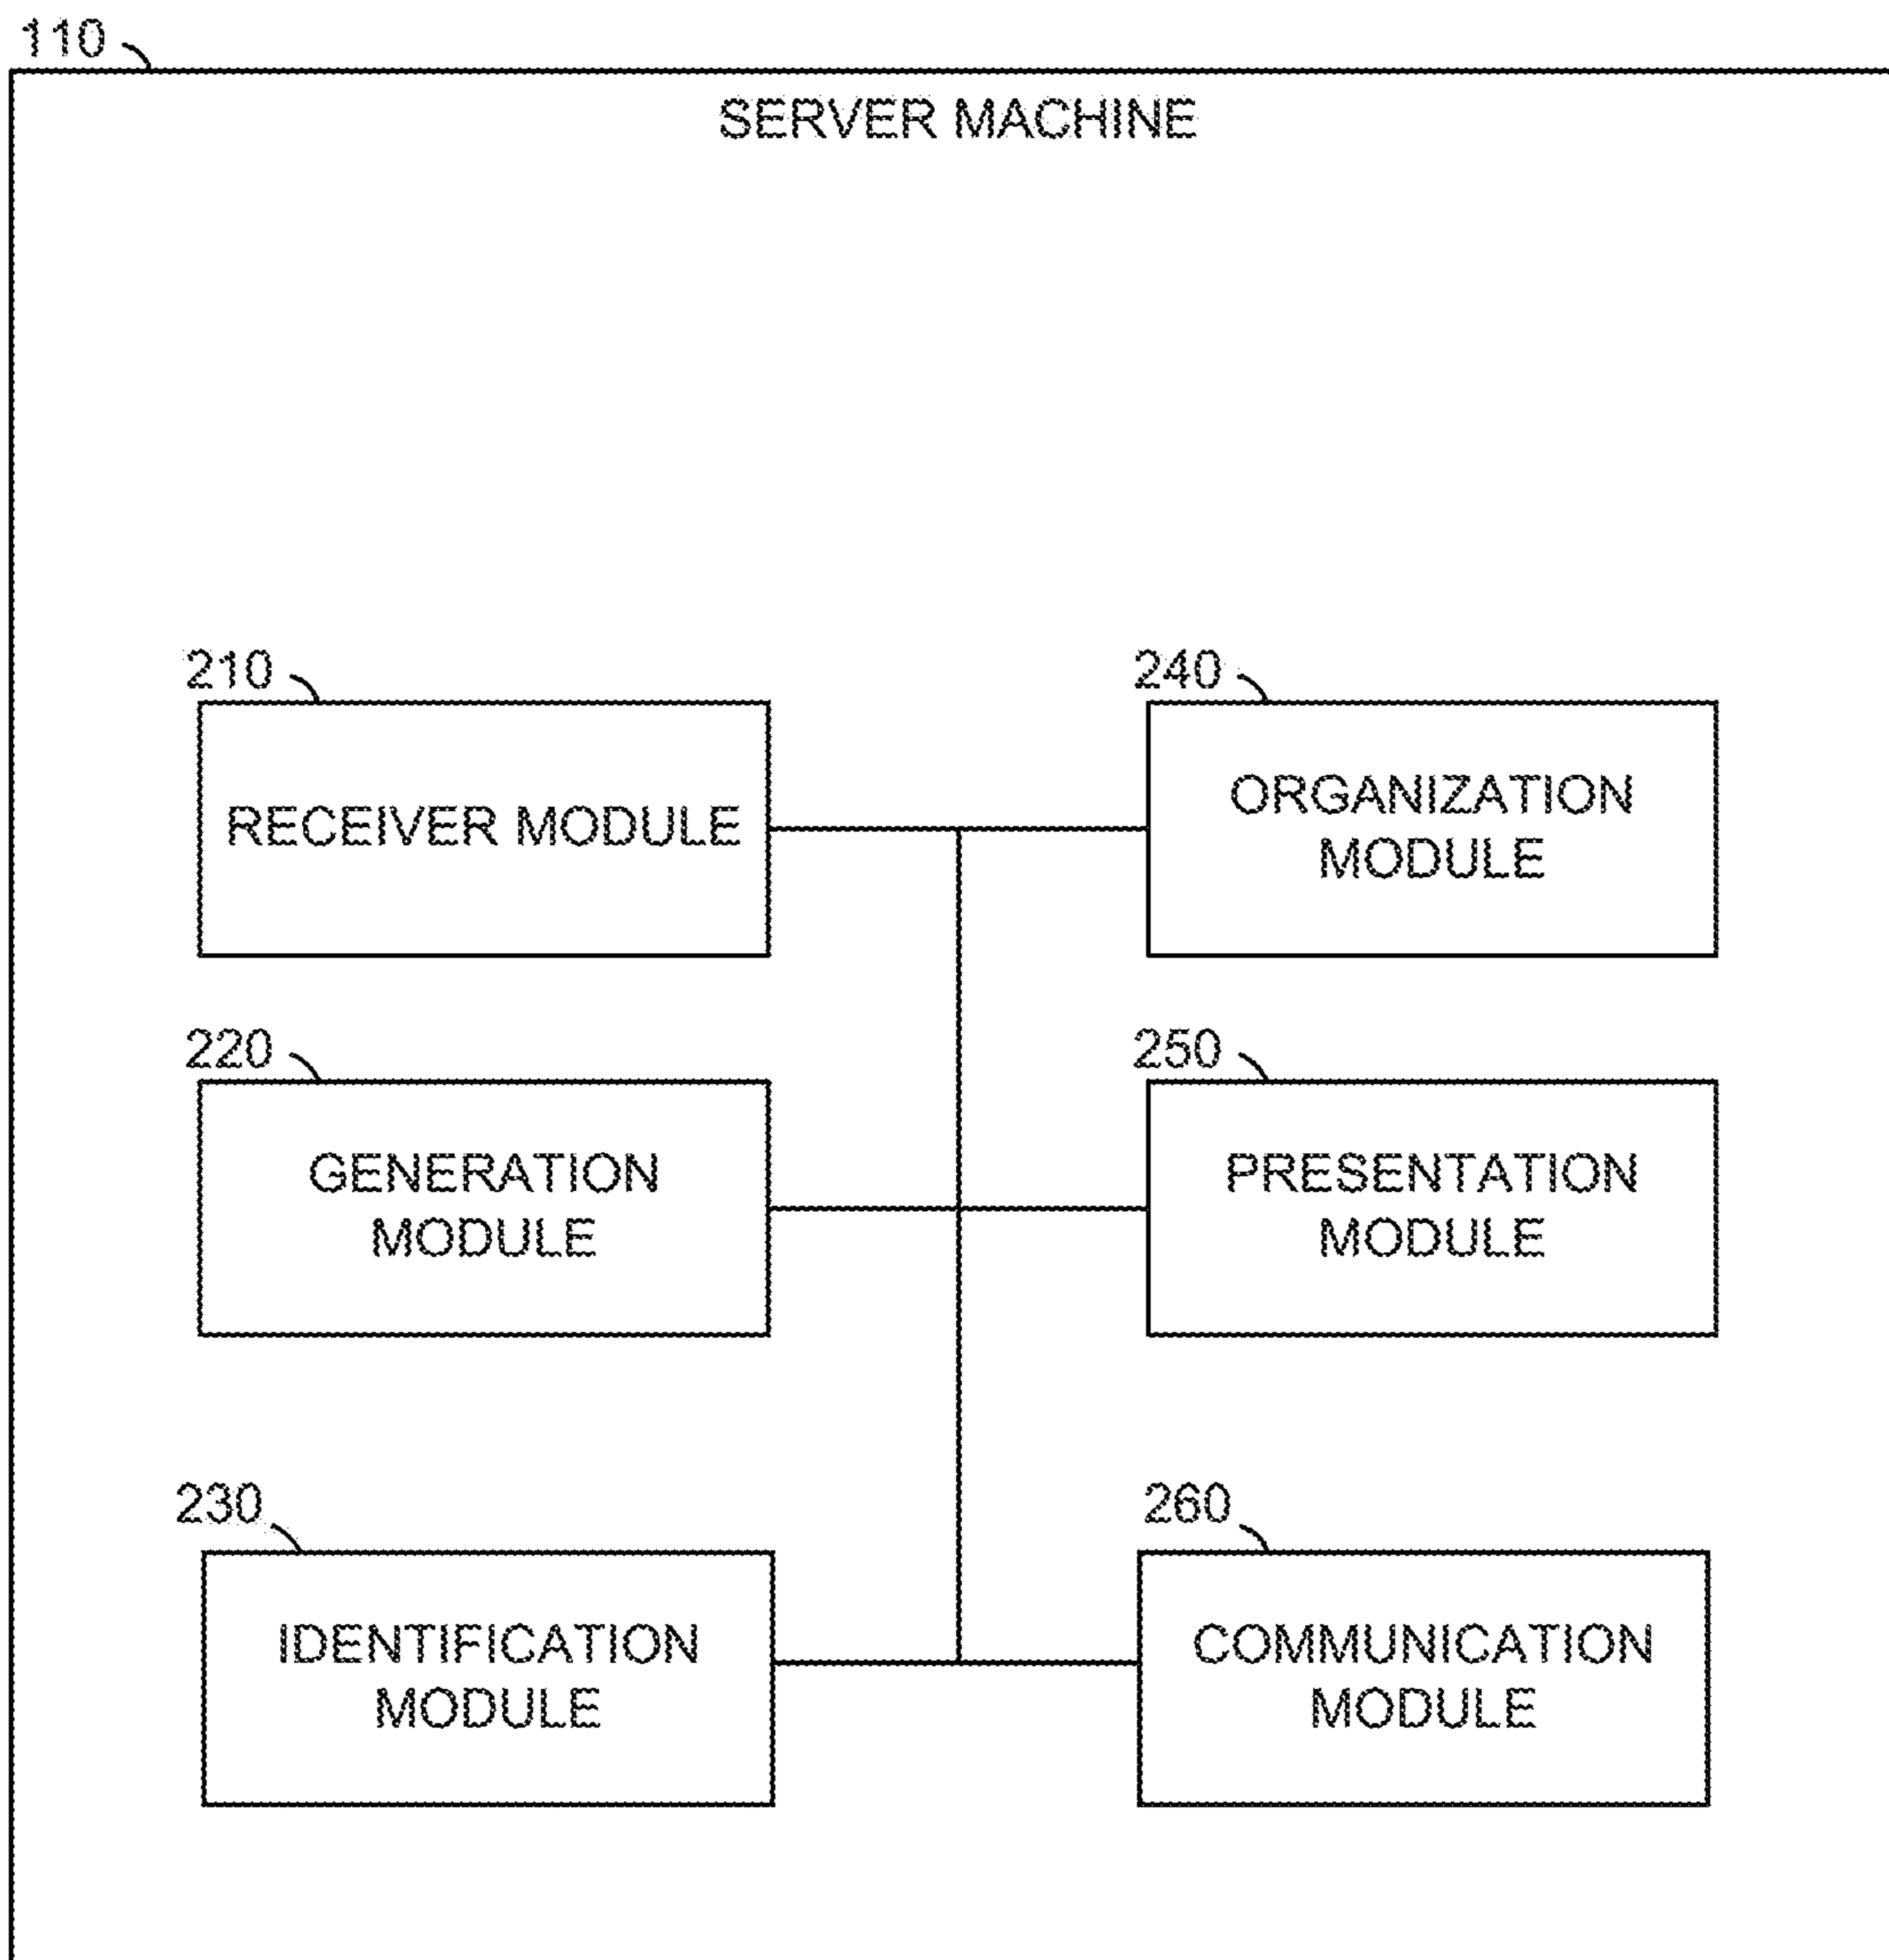 110
SERVER MACHINE
210
RECEIVER MODULE
240
ORGANIZATION
MODULE
220
GENERATION
MODULE
250
PRESENTATION
MODULE
230
IDENTIFICATION
MODULE
260
COMMUNICATION
MODULE